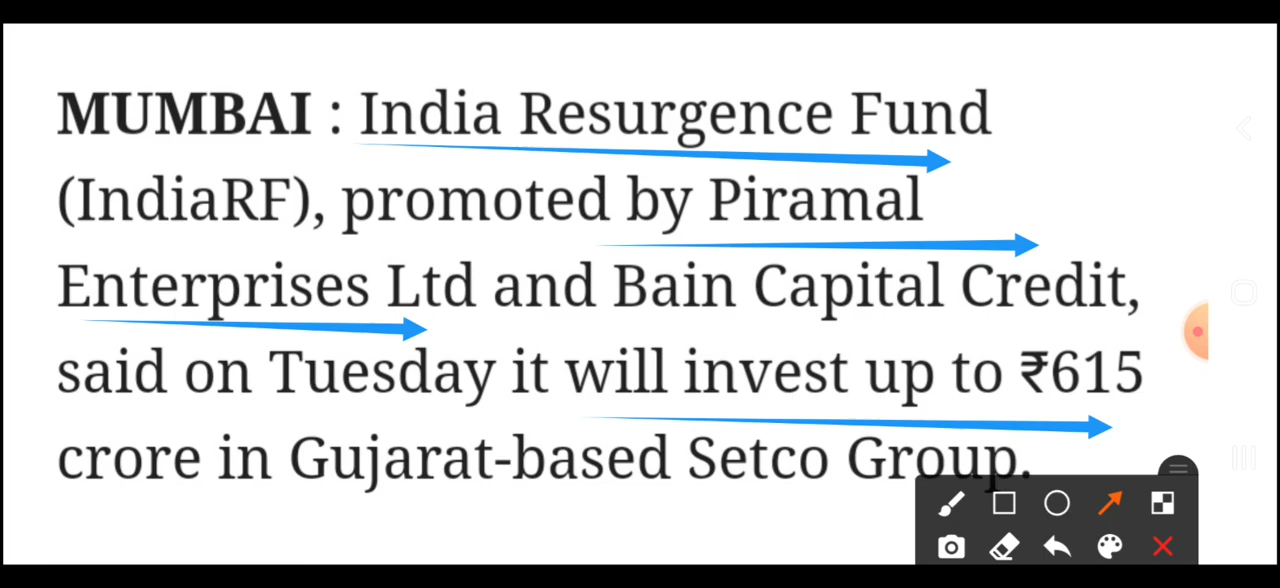 MUMBAI : India Resurgence Fund
(IndiaRF), promoted by Piramal
Enterprises Ltd and Bain Capital Credit,
said on Tuesday it will invest up to ₹615
crore in Gujarat-based Setco Group.